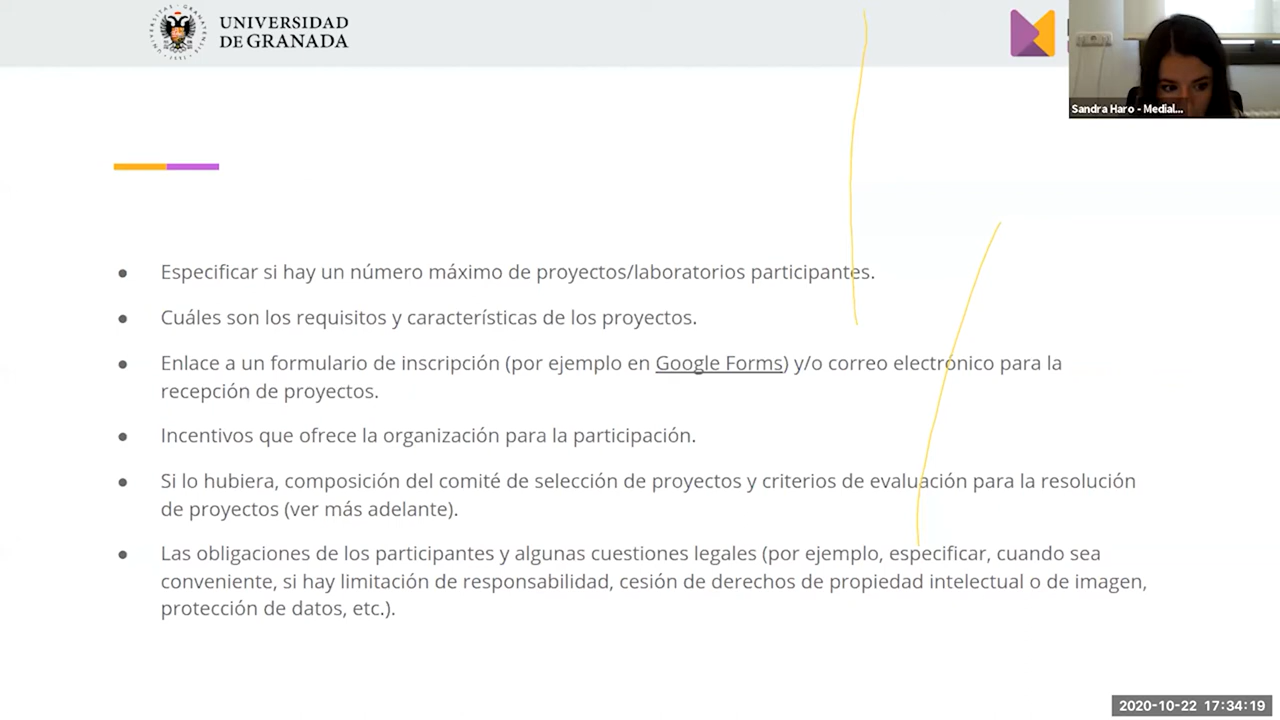 UNIVERSIDAD
DE GRANADA
Sandra Haro - Medial...
● Especificar si hay un número máximo de proyectos/laboratorios participantes.
● Cuáles son los requisitos y características de los proyectos.
● Enlace a un formulario de inscripción (por ejemplo en Google Forms) y/o correo electrónico para la
recepción de proyectos.
● Incentivos que ofrece la organización para la participación.
● Si lo hubiera, composición del comité de selección de proyectos y criterios de evaluación para la resolución
de proyectos (ver más adelante).
● Las obligaciones de los participantes y algunas cuestiones legales (por ejemplo, especificar, cuando sea
conveniente, si hay limitación de responsabilidad, cesión de derechos de propiedad intelectual o de imagen,
protección de datos, etc.).
2020-10-22 17:34:19